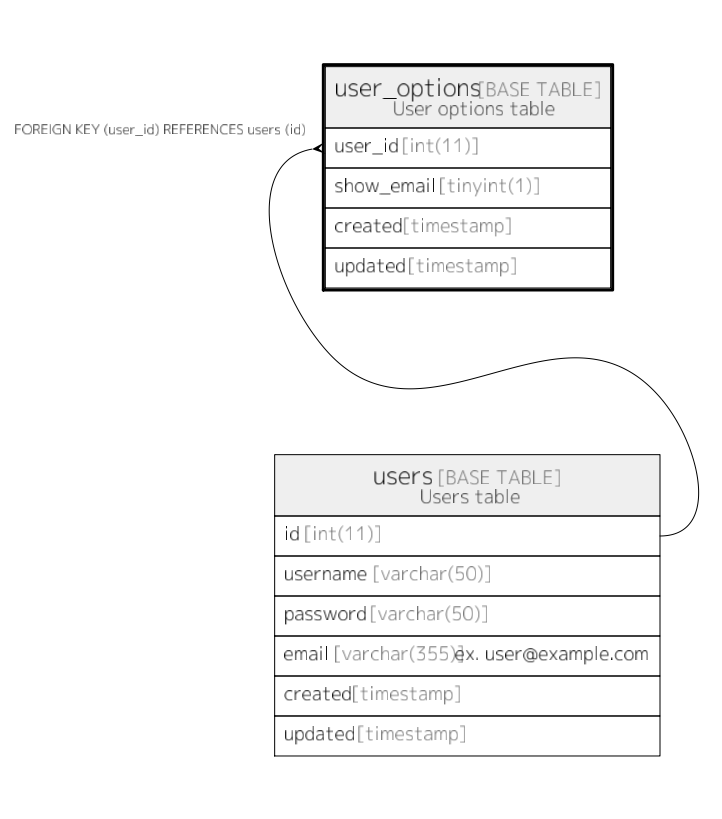 user_options [BASE TABLE]
User options table
FOREIGN KEY (user_id) REFERENCES users (id)
user_id [int(11)]
show_email [tinyint(1)]
created [timestamp]
updated [timestamp]
users [BASE TABLE]
Users table
id [int(11)]
username [varchar(50)]
password [varchar(50)]
email [varchar(355)] ex. user@example.com
created [timestamp]
updated [timestamp]